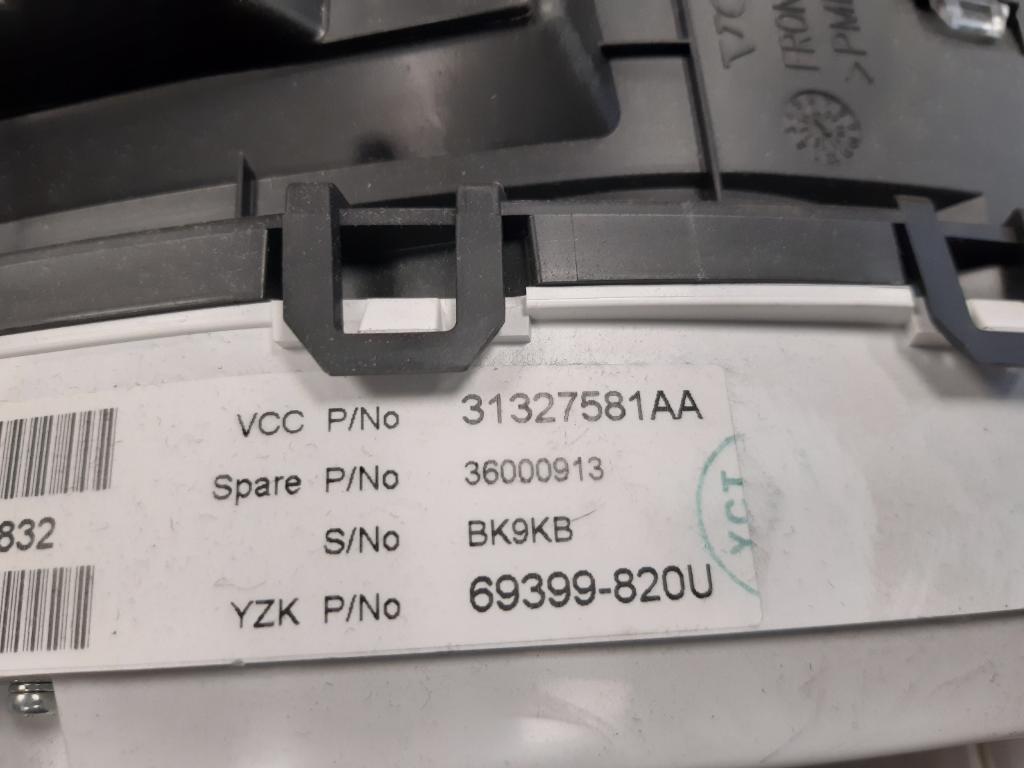 VCC P/No 31327581AA
Spare P/No 36000913
832
S/No BK9KB
YZK P/No 69399-820U
YCT